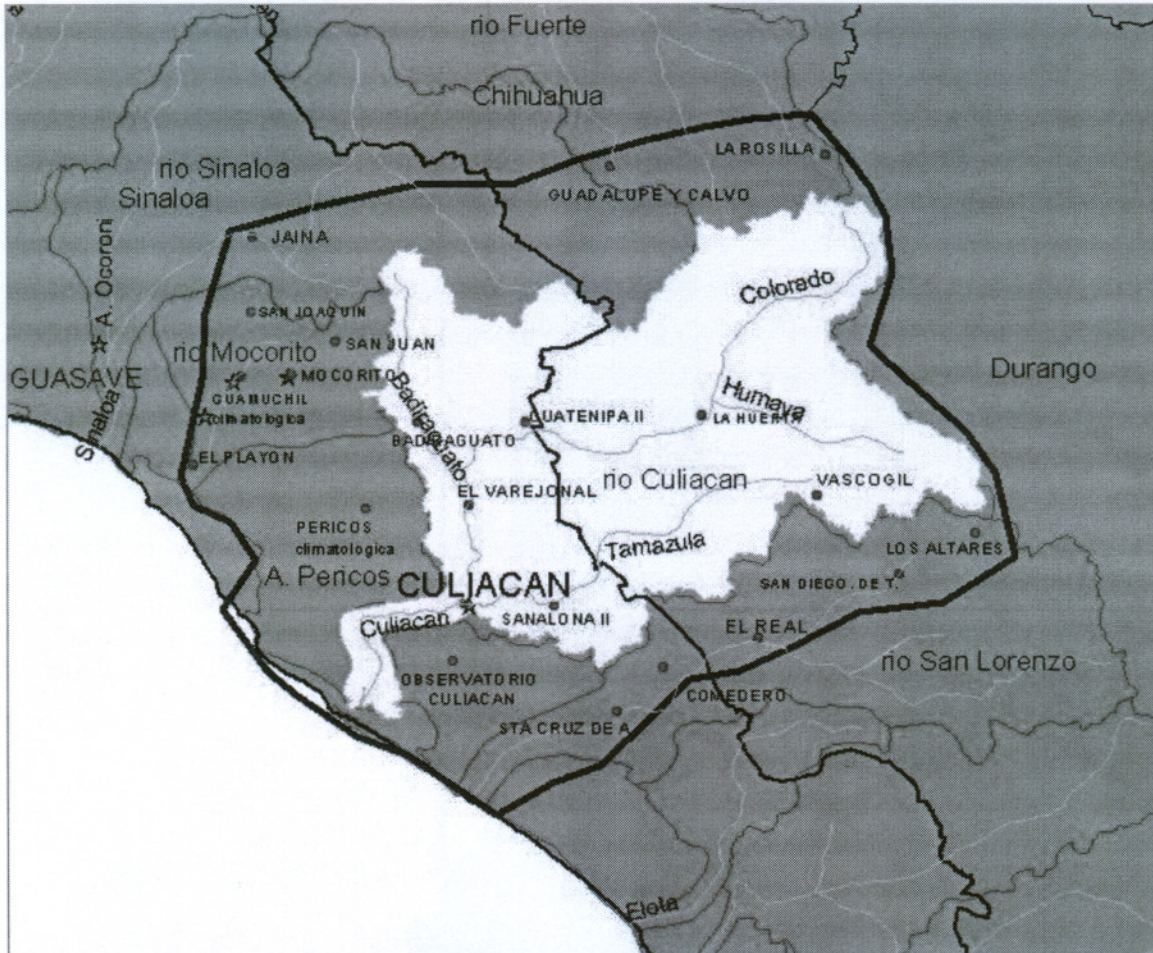 rio Fuerte
Chihuahua
LA ROSILLA
rio Sinaloa
GUADALUPE Y CALVO
Sinaloa
JAINA
A. Ocoroni
Colorado
SAN JOAQUIN
SAN JUAN
rio Mocorito
GUASAVE
MOCORITO
Durango
GUAMUCHIL
climatologica
Badiraguato
Humaya
GUATENIPA II
LA HUERTA
Sinaloa
BADIRAGUATO
EL PLAYON
rio Culiacan
VASCOGIL
EL VAREJONAL
PERICOS
climatologica
Tamazula
LOS ALTARES
A. Pericos
CULIACAN
SAN DIEGO. DE T.
Culiacan
SANALONA II
EL REAL
rio San Lorenzo
OBSERVATORIO
CULIACAN
COMEDERO
STA CRUZ DE A
Elota